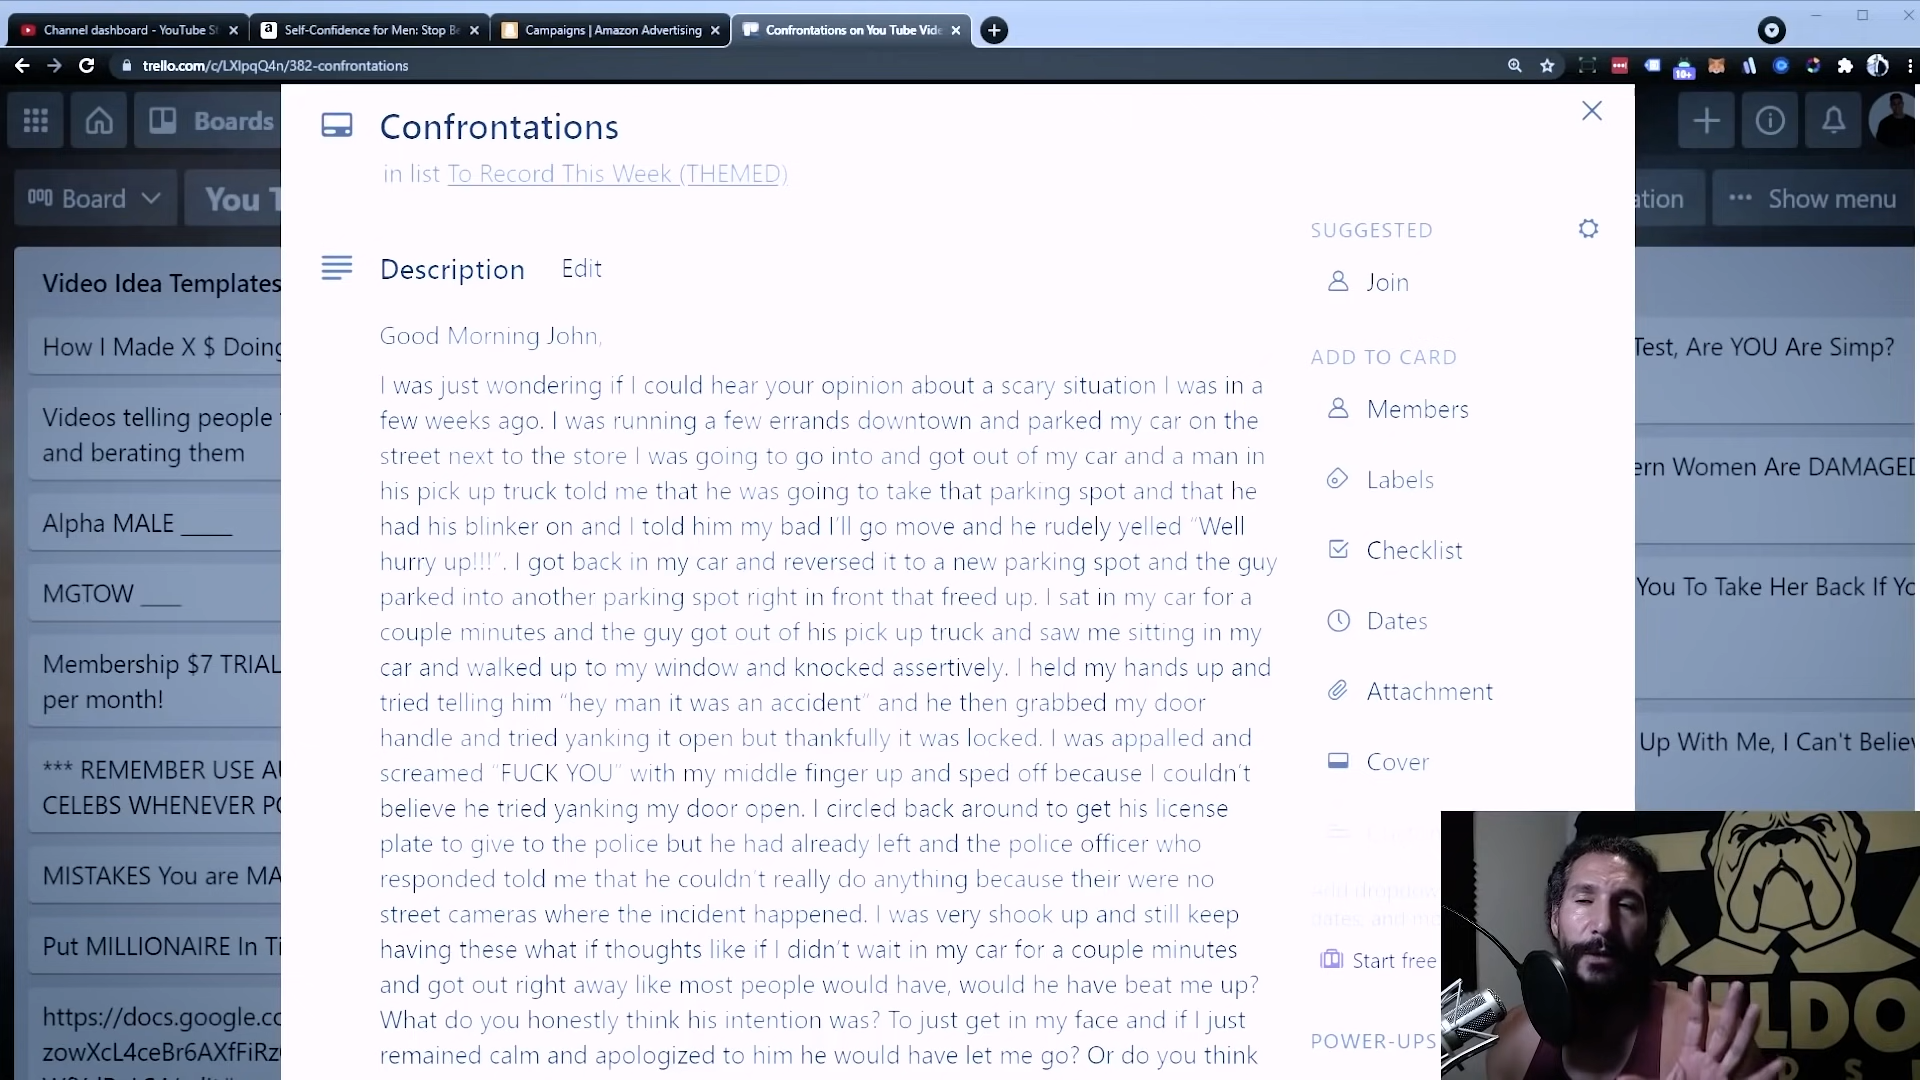 Channel dashboard - YouTube St
Self-Confidence for Men: Stop Be
Campaigns | Amazon Advertising
Confrontations on You Tube Vide
trello.com/c/LXlpqQ4n/382-confrontations
10+
Boards
Board
You T
ation
Show menu
Video Idea Templates
How I Made X $ Doing
Videos telling people
and berating them
Alpha MALE _____
MGTOW ____
Membership $7 TRIAL
per month!
*** REMEMBER USE AU
CELEBS WHENEVER PO
MISTAKES You are MA
Put MILLIONAIRE In Ti
https://docs.google.co
zowXcL4ceBr6AXfFiRz
Confrontations
in list To Record This Week (THEMED)
Description
Edit
Good Morning John,
I was just wondering if I could hear your opinion about a scary situation I was in a
few weeks ago. I was running a few errands downtown and parked my car on the
street next to the store I was going to go into and got out of my car and a man in
his pick up truck told me that he was going to take that parking spot and that he
had his blinker on and I told him my bad I'll go move and he rudely yelled “Well
hurry up!!!”. I got back in my car and reversed it to a new parking spot and the guy
parked into another parking spot right in front that freed up. I sat in my car for a
couple minutes and the guy got out of his pick up truck and saw me sitting in my
car and walked up to my window and knocked assertively. I held my hands up and
tried telling him “hey man it was an accident” and he then grabbed my door
handle and tried yanking it open but thankfully it was locked. I was appalled and
screamed “FUCK YOU” with my middle finger up and sped off because I couldn't
believe he tried yanking my door open. I circled back around to get his license
plate to give to the police but he had already left and the police officer who
responded told me that he couldn't really do anything because their were no
street cameras where the incident happened. I was very shook up and still keep
having these what if thoughts like if I didn't wait in my car for a couple minutes
and got out right away like most people would have, would he have beat me up?
What do you honestly think his intention was? To just get in my face and if I just
remained calm and apologized to him he would have let me go? Or do you think
SUGGESTED
Join
ADD TO CARD
Members
Labels
Checklist
Dates
Attachment
Cover
Add dropdow
dates, and mo
Start free
POWER-UPS
Test, Are YOU Are Simp?
ern Women Are DAMAGED
You To Take Her Back If Yo
Up With Me, I Can't Believ
LLDO